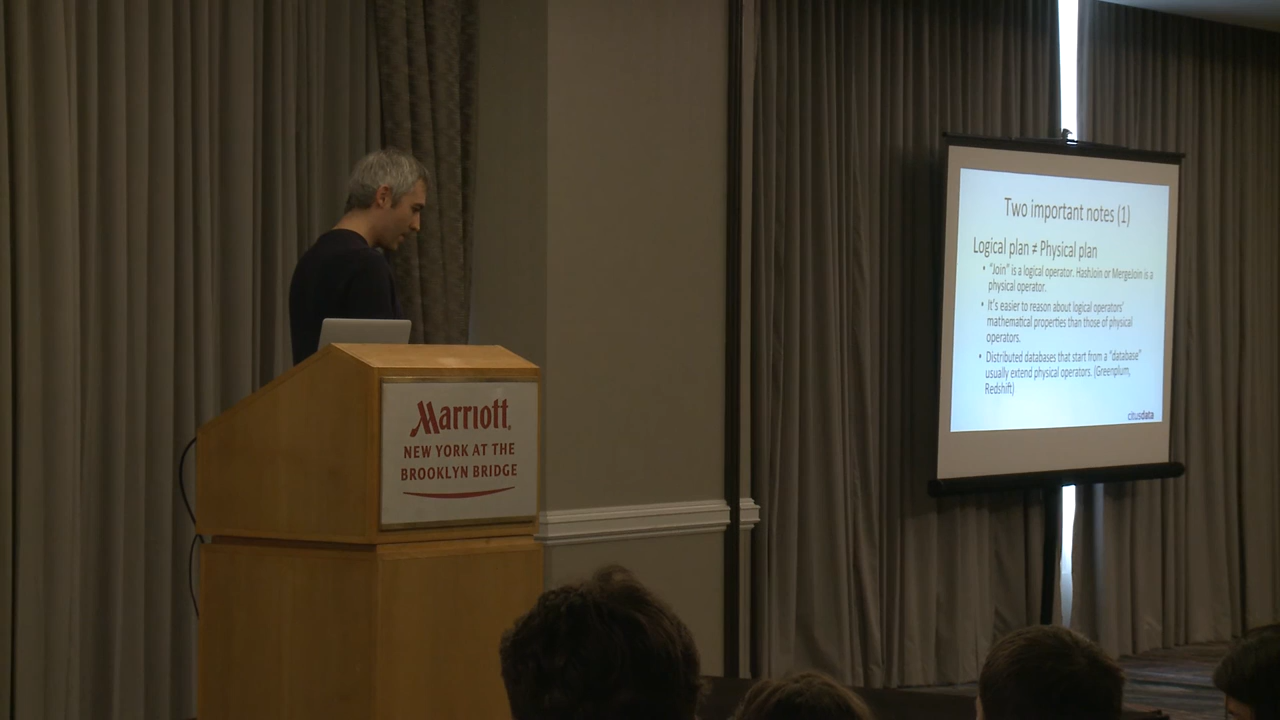 Marriott.
NEW YORK AT THE
BROOKLYN BRIDGE
Two important notes (1)
Logical plan ≠ Physical plan
• "Join" is a logical operator. HashJoin or MergeJoin is a
physical operator.
• It's easier to reason about logical operators'
mathematical properties than those of physical
operators.
• Distributed databases that start from a "database"
usually extend physical operators. (Greenplum,
Redshift)
citusdata